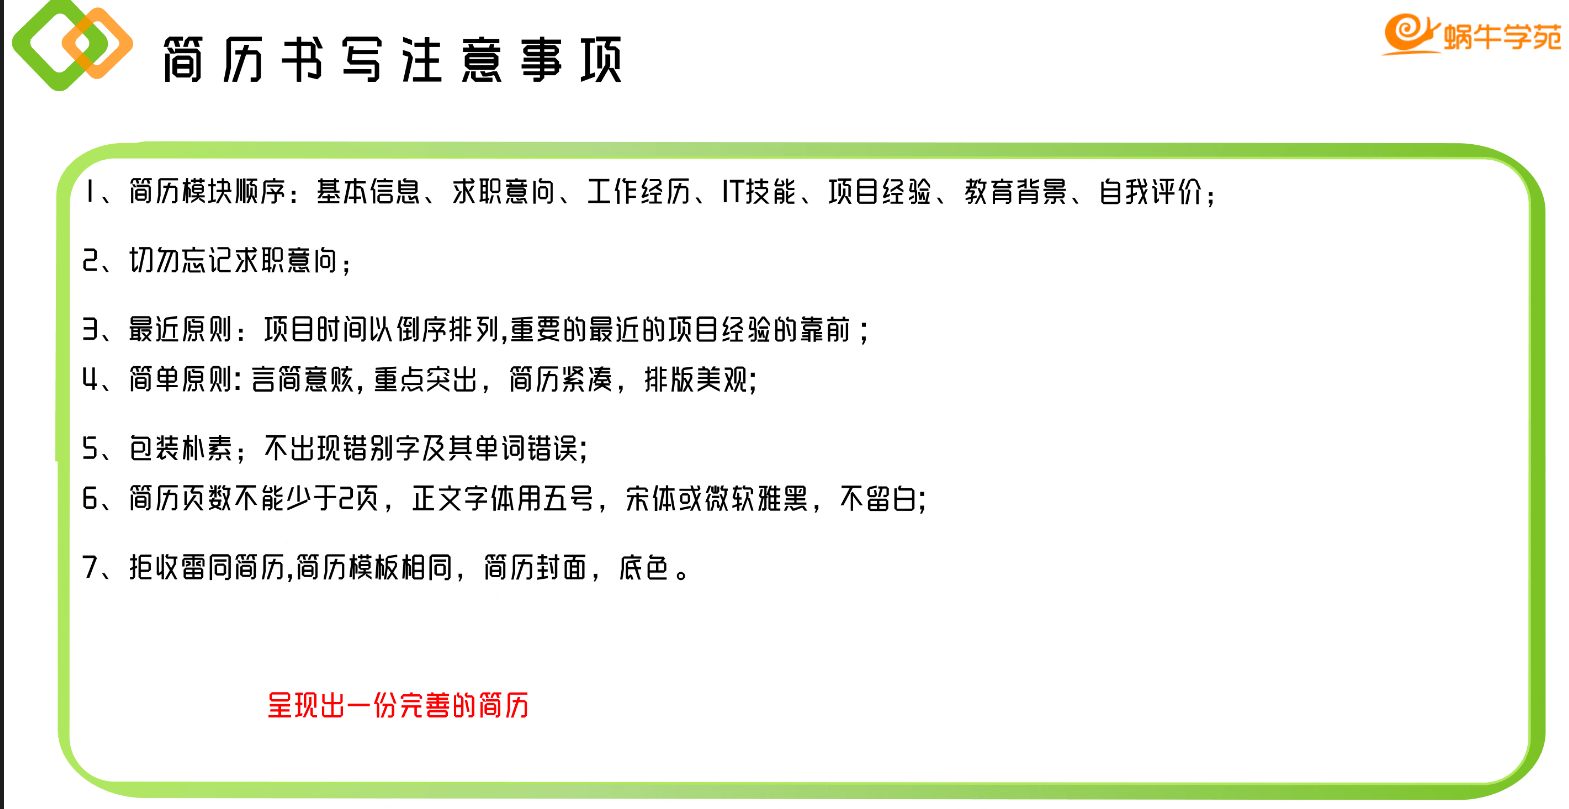 简历书写注意事项
蜗牛学苑
1、简历模块顺序：基本信息、求职意向、工作经历、IT技能、项目经验、教育背景、自我评价；
2、切勿忘记求职意向；
3、最近原则：项目时间以倒序排列,重要的最近的项目经验的靠前；
4、简单原则: 言简意赅, 重点突出，简历紧凑，排版美观;
5、包装朴素；不出现错别字及其单词错误;
6、简历页数不能少于2页，正文字体用五号，宋体或微软雅黑，不留白;
7、拒收雷同简历,简历模板相同，简历封面，底色。
呈现出一份完善的简历